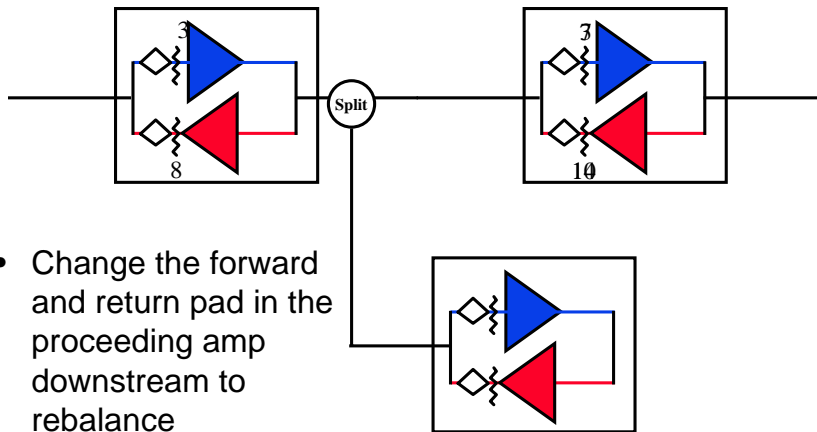 3
Split
8
• Change the forward
and return pad in the
proceeding amp
downstream to
rebalance